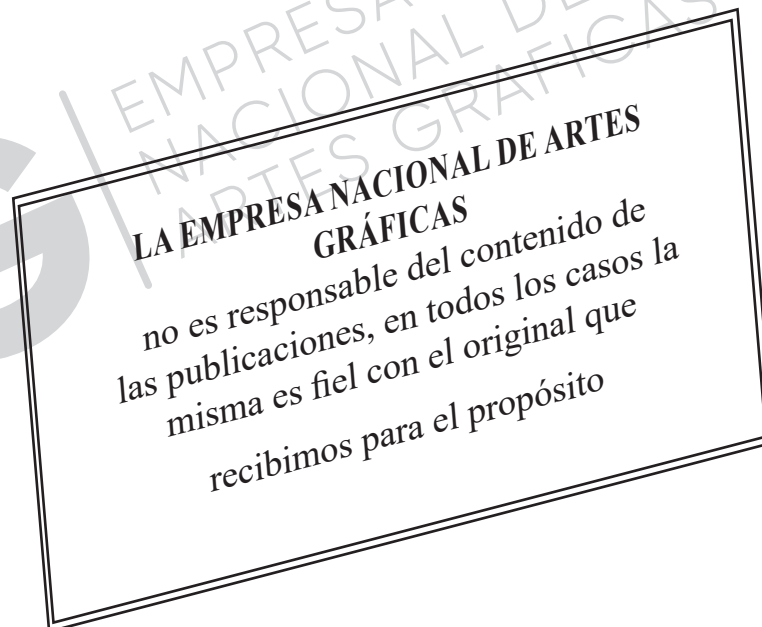 EMPRESA
NACIONAL DE
ARTES GRAFICAS
LA EMPRESA NACIONAL DE ARTES
GRÁFICAS
no es responsable del contenido de
las publicaciones, en todos los casos la
misma es fiel con el original que
recibimos para el propósito